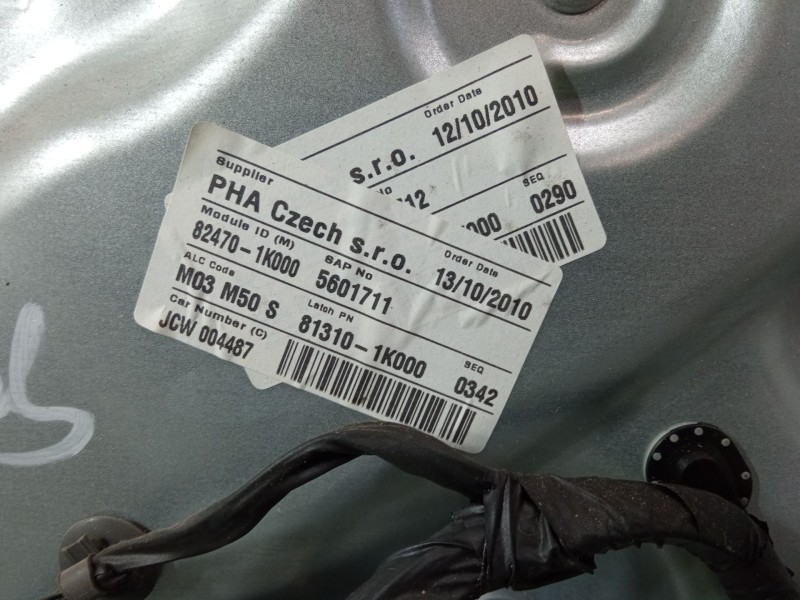 Order Date
s.r.o. 12/10/2010
SEQ
0290
Supplier
PHA Czech s.r.o.
Order Date
13/10/2010
Module ID (M) SAP No
82470-1K000 5601711
ALC Code Latch PN
M03 M50 S 81310-1K000
Car Number (C) SEQ
JCW 004487 0342